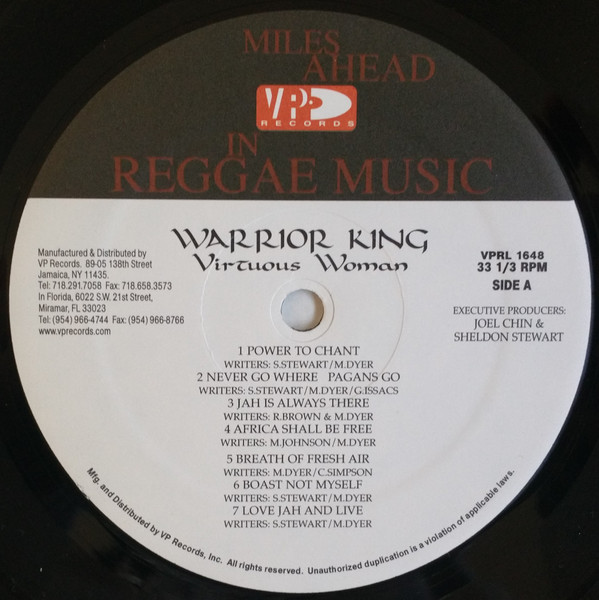 MILES
AHEAD
VP
RECORDS
IN
REGGAE MUSIC
WARRIOR KING
Virtuous Woman
Manufactured & Distributed by
VP Records. 89-05 138th Street
Jamaica, NY 11435.
Tel: 718.291.7058 Fax: 718.658.3573
In Florida, 6022 S.W. 21st Street,
Miramar, FL 33023
Tel: (954) 966-4744 Fax: (954) 966-8766
www.vprecords.com
VPRL 1648
33 1/3 RPM
SIDE A
EXECUTIVE PRODUCERS:
JOEL CHIN &
SHELDON STEWART
1 POWER TO CHANT
WRITERS: S.STEWART/M.DYER
2 NEVER GO WHERE PAGANS GO
WRITERS: S.STEWART/M.DYER/G.ISSACS
3 JAH IS ALWAYS THERE
WRITERS: R.BROWN & M.DYER
4 AFRICA SHALL BE FREE
WRITERS: M.JOHNSON/M.DYER
5 BREATH OF FRESH AIR
WRITERS: M.DYER/C.SIMPSON
6 BOAST NOT MYSELF
WRITERS: S.STEWART/M.DYER
7 LOVE JAH AND LIVE
WRITERS: S.STEWART/M.DYER
Mfg. and Distributed by VP Records, Inc. All rights reserved. Unauthorized duplication is a violation of applicable laws.